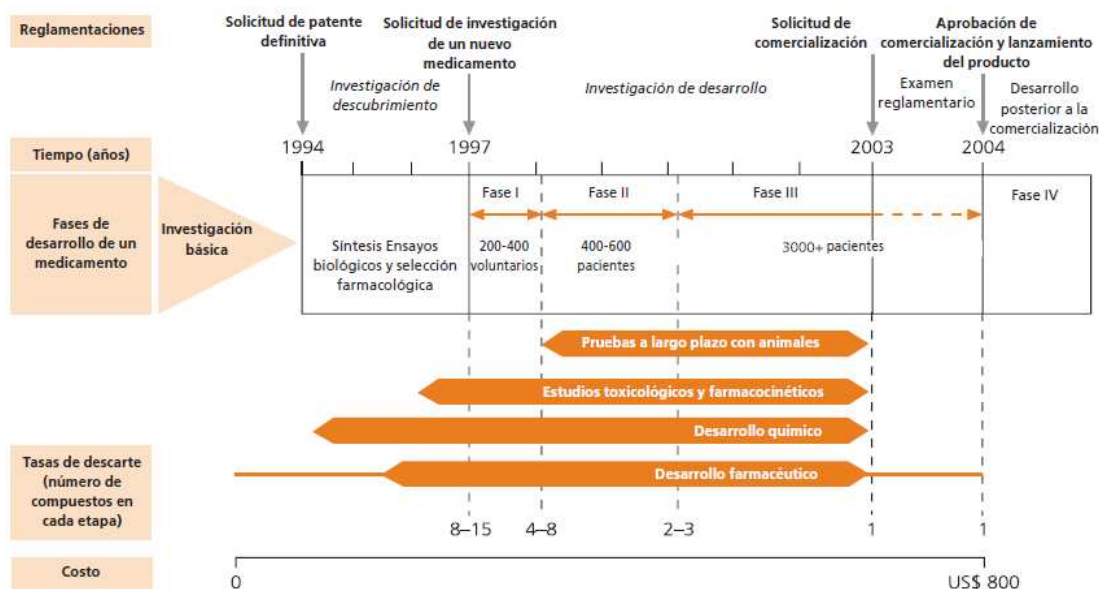 Reglamentaciones
Solicitud de patente
definitiva
Solicitud de investigación
de un nuevo
medicamento
Solicitud de
comercialización
Aprobación de
comercialización y lanzamiento
del producto
Investigación de
descubrimiento
Investigación de desarrollo
Examen
reglamentario
Desarrollo
posterior a la
comercialización
Tiempo (años)
1994
1997
2003
2004
Fases de
desarrollo de un
medicamento
Investigación
básica
Síntesis Ensayos
biológicos y selección
farmacológica
Fase I
200-400
voluntarios
Fase II
400-600
pacientes
Fase III
3000+ pacientes
Fase IV
Pruebas a largo plazo con animales
Estudios toxicológicos y farmacocinéticos
Desarrollo químico
Desarrollo farmacéutico
Tasas de descarte
(número de
compuestos en
cada etapa)
8–15
4–8
2–3
1
1
Costo
0
US$ 800